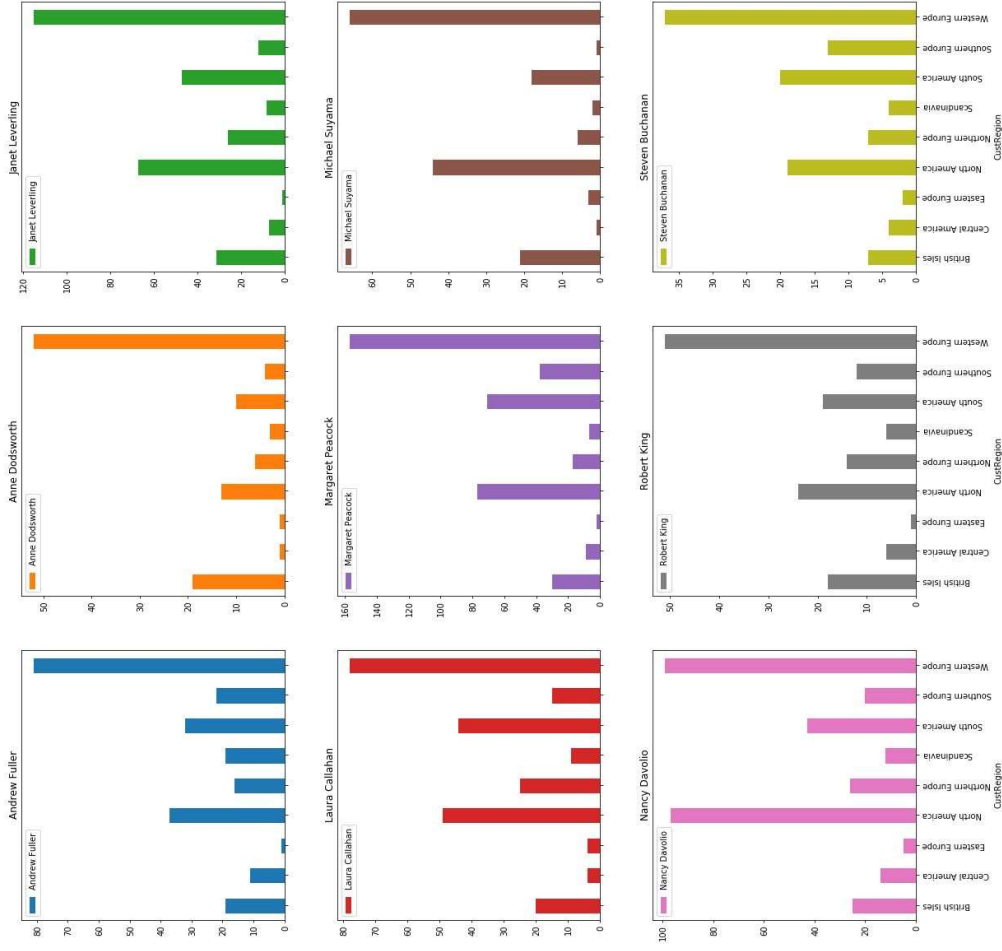 Andrew Fuller
Andrew Fuller
80
70
60
50
40
30
20
10
0
Anne Dodsworth
Anne Dodsworth
50
40
30
20
10
0
Janet Leverling
Janet Leverling
120
100
80
60
40
20
0
Laura Callahan
Laura Callahan
80
70
60
50
40
30
20
10
0
Margaret Peacock
Margaret Peacock
160
140
120
100
80
60
40
20
0
Michael Suyama
Michael Suyama
60
50
40
30
20
10
0
Nancy Davolio
Nancy Davolio
100
80
60
40
20
0
British Isles
Central America
Eastern Europe
North America
Northern Europe
Scandinavia
South America
Southern Europe
Western Europe
CustRegion
Robert King
Robert King
50
40
30
20
10
0
British Isles
Central America
Eastern Europe
North America
Northern Europe
Scandinavia
South America
Southern Europe
Western Europe
CustRegion
Steven Buchanan
Steven Buchanan
35
30
25
20
15
10
5
0
British Isles
Central America
Eastern Europe
North America
Northern Europe
Scandinavia
South America
Southern Europe
Western Europe
CustRegion